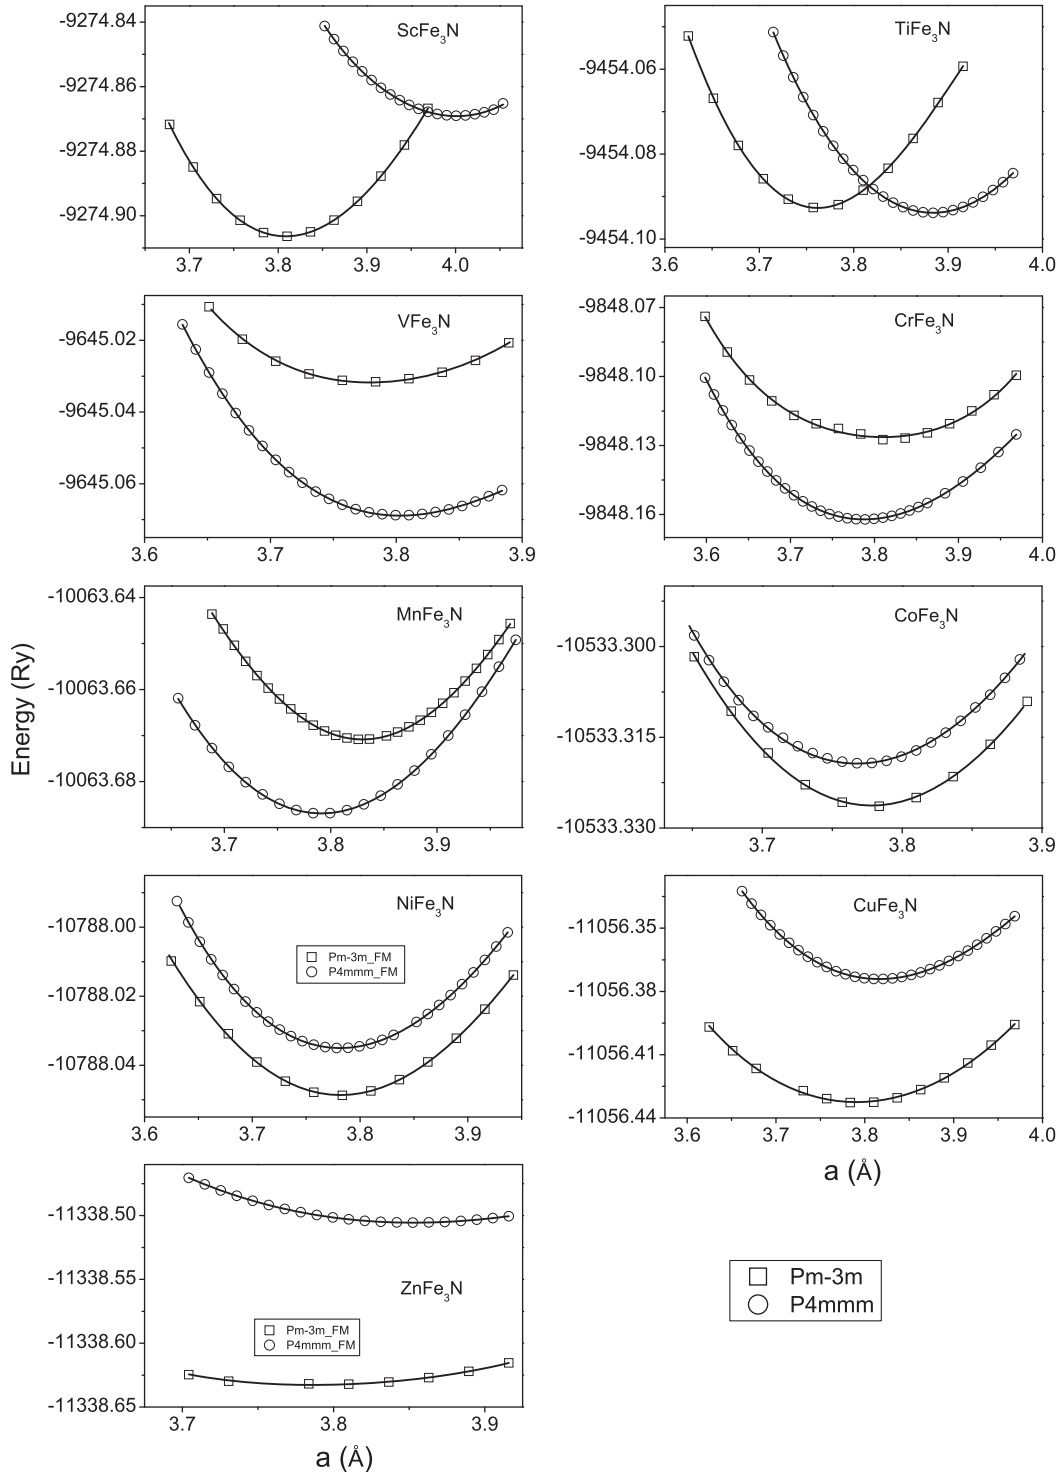 ScFe3N
-9274.84
-9274.86
-9274.88
-9274.90
3.7 3.8 3.9 4.0
TiFe3N
-9454.06
-9454.08
-9454.10
3.6 3.7 3.8 3.9 4.0
VFe3N
-9645.02
-9645.04
-9645.06
3.6 3.7 3.8 3.9
CrFe3N
-9848.07
-9848.10
-9848.13
-9848.16
3.6 3.7 3.8 3.9 4.0
Energy (Ry)
MnFe3N
-10063.64
-10063.66
-10063.68
3.7 3.8 3.9
CoFe3N
-10533.300
-10533.315
-10533.330
3.7 3.8 3.9
NiFe3N
-10788.00
-10788.02
-10788.04
Pm-3m_FM
P4mmm_FM
3.6 3.7 3.8 3.9
CuFe3N
-11056.35
-11056.38
-11056.41
-11056.44
3.6 3.7 3.8 3.9 4.0
a (Å)
-11338.50
-11338.55
-11338.60
-11338.65
ZnFe3N
Pm-3m_FM
P4mmm_FM
3.7 3.8 3.9
a (Å)
Pm-3m
P4mmm